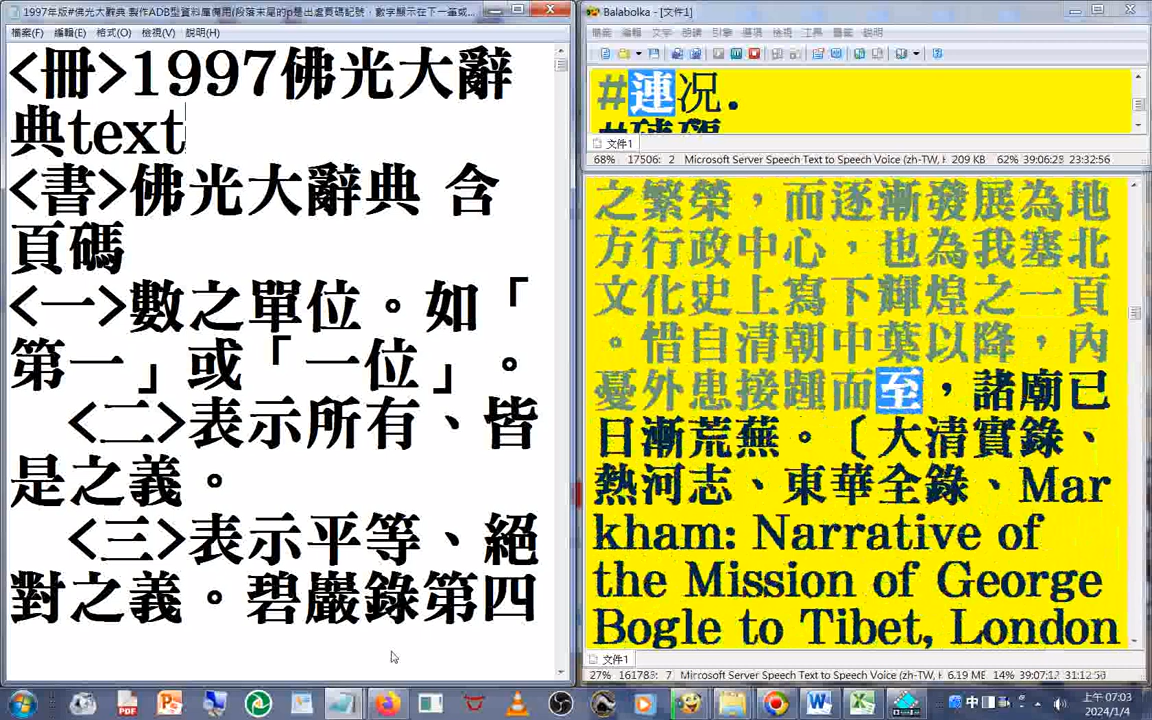 1997年版#佛光大辭典 製作ADB型資料庫備用(段落末尾的p是出處頁碼記號，數字顯示在下一筆或...
檔案(F) 編輯(E) 格式(O) 檢視(V) 說明(H)
<冊>1997佛光大辭
典text
<書>佛光大辭典 含
頁碼
<一>數之單位。如「
第一」或「一位」。
<二>表示所有、皆
是之義。
<三>表示平等、絕
對之義。碧巖錄第四
Balabolka - [文件1]
#連況.
文件1
68% 17506: 2 Microsoft Server Speech Text to Speech Voice (zh-TW, H 209 KB 62% 39:06:23 23:32:56
之繁榮，而逐漸發展為地
方行政中心，也為我塞北
文化史上寫下輝煌之一頁
。惜自清朝中葉以降，內
憂外患接踵而至，諸廟已
日漸荒蕪。〔大清實錄、
熱河志、東華全錄、Mar
kham: Narrative of
the Mission of George
Bogle to Tibet, London
文件1
27% 161783: 7 Microsoft Server Speech Text to Speech Voice (zh-TW, H 6.19 MB 14% 39:07:12 31:12:58
上午 07:03
2024/1/4